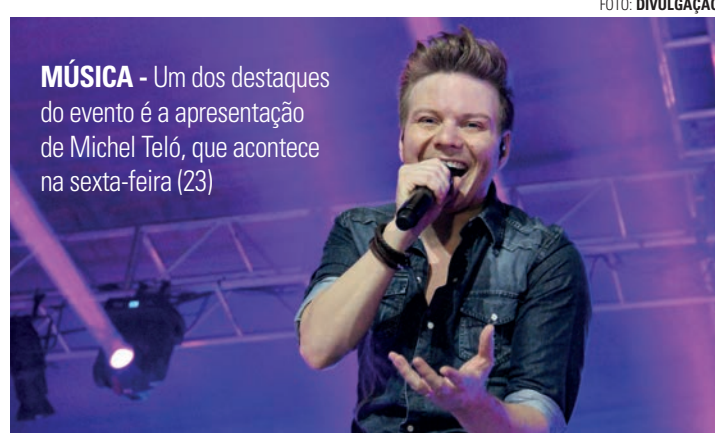 FOTO: DIVULGAÇÃO
MÚSICA - Um dos destaques
do evento é a apresentação
de Michel Teló, que acontece
na sexta-feira (23)